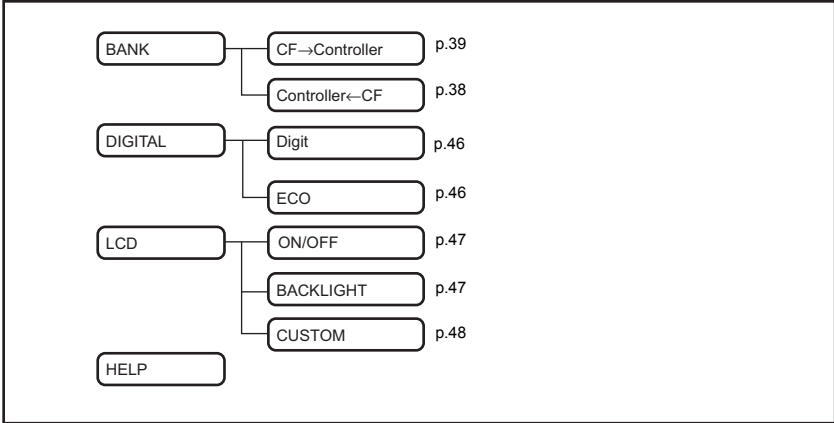 BANK CF→Controller p.39
Controller←CF p.38
DIGITAL Digit p.46
ECO p.46
LCD ON/OFF p.47
BACKLIGHT p.47
CUSTOM p.48
HELP